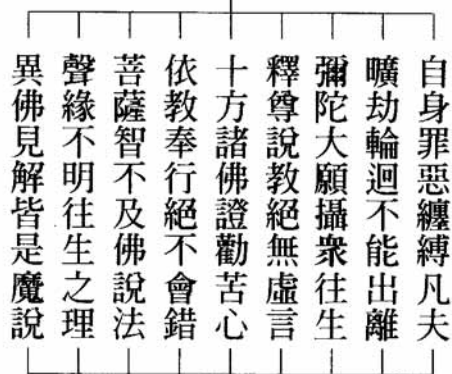 自身罪惡纏縛凡夫
曠劫輪迴不能出離
彌陀大願攝衆往生
釋尊說教絕無虛言
十方諸佛證勸苦心
依教奉行絕不會錯
菩薩智不及佛說法
聲緣不明往生之理
異佛見解皆是魔說